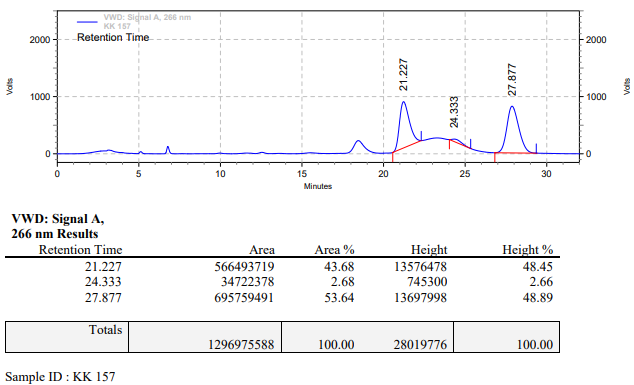 VWD: Signal A, 266 nm
KK 157
Retention Time
2000
1000
0
Volts
21.227
24.333
27.877
2000
1000
0
Volts
0 5 10 15 20 25 30
Minutes
VWD: Signal A,
266 nm Results
Retention Time Area Area % Height Height %
21.227 566493719 43.68 13576478 48.45
24.333 34722378 2.68 745300 2.66
27.877 695759491 53.64 13697998 48.89
Totals
1296975588 100.00 28019776 100.00
Sample ID : KK 157